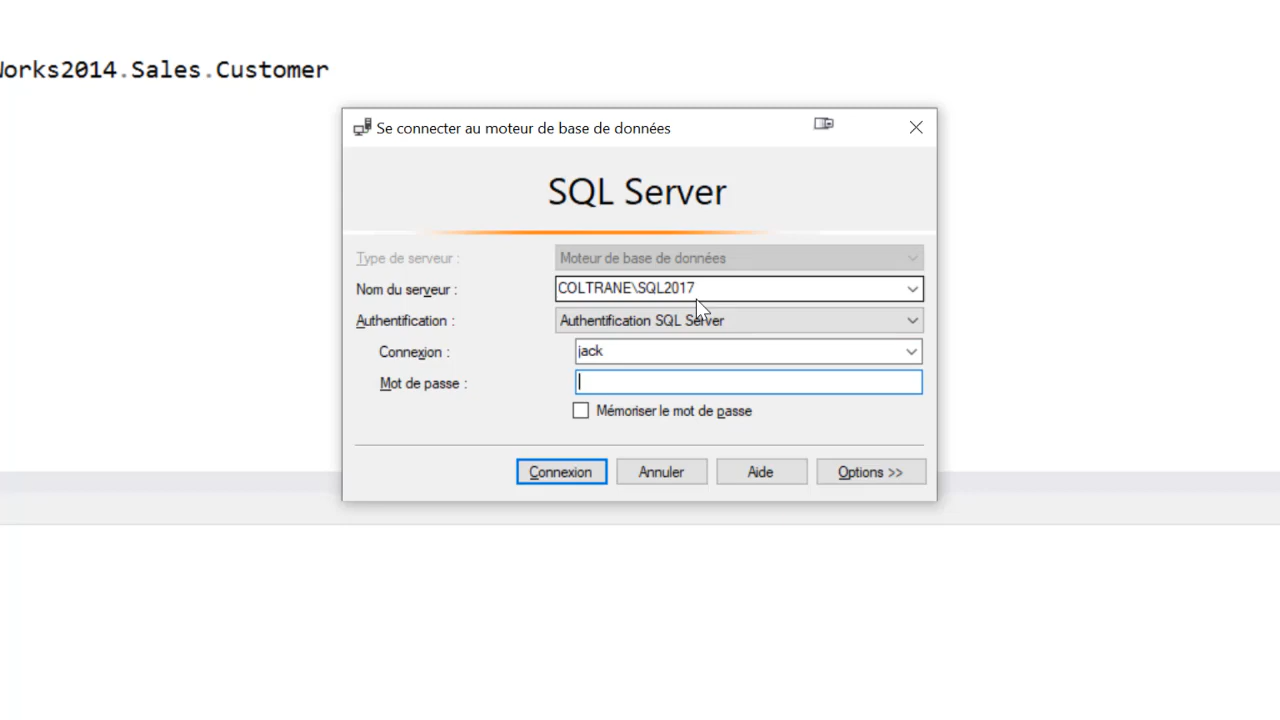 Works2014.Sales.Customer
Se connecter au moteur de base de données
SQL Server
Type de serveur : Moteur de base de données
Nom du serveur : COLTRANE\SQL2017
Authentification : Authentification SQL Server
Connexion : jack
Mot de passe :
Mémoriser le mot de passe
Connexion Annuler Aide Options >>